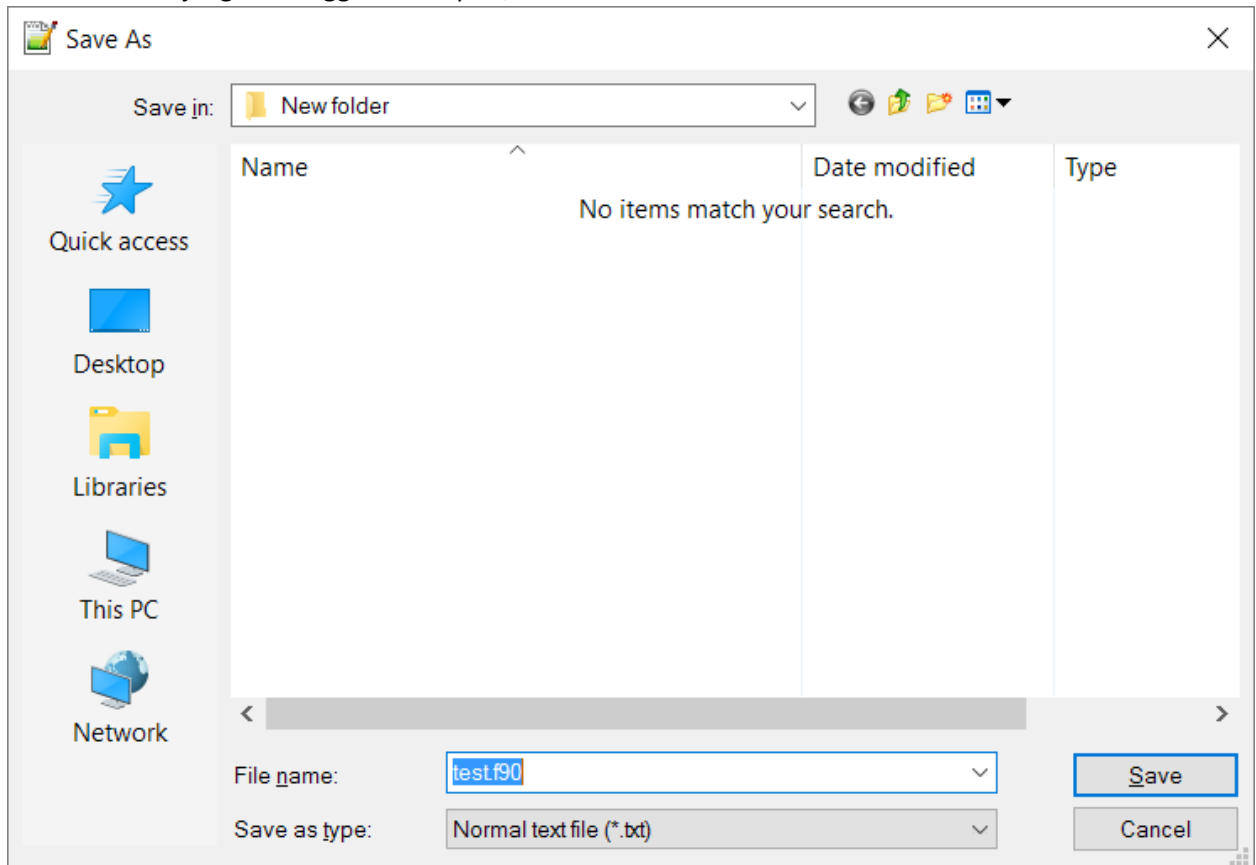 Save As
Save in: New folder
Name Date modified Type
No items match your search.
Quick access
Desktop
Libraries
This PC
Network
File name: test.f90 Save
Save as type: Normal text file (*.txt) Cancel